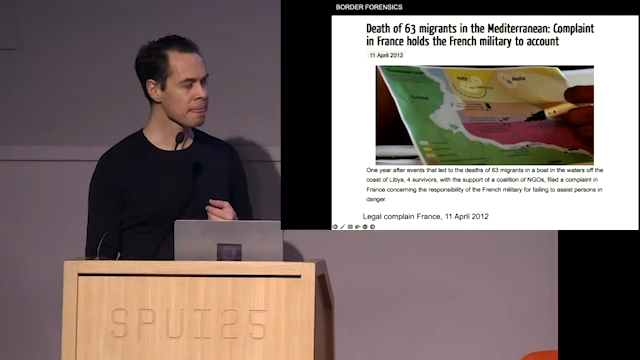 BORDER FORENSICS
Death of 63 migrants in the Mediterranean: Complaint
in France holds the French military to account
11 April 2012
Italy
Malta
Tunisia
One year after events that led to the deaths of 63 migrants in a boat in the waters off the
coast of Libya, 4 survivors, with the support of a coalition of NGOs, filed a complaint in
France concerning the responsibility of the French military for failing to assist persons in
danger.
Legal complain France, 11 April 2012
SPUI25